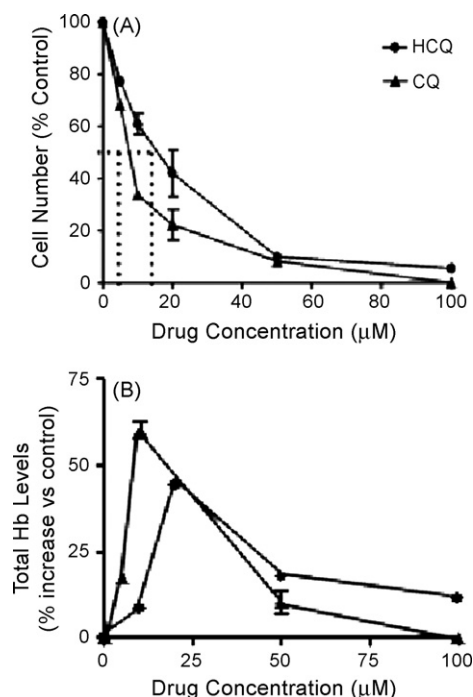 (A)
HCQ
CQ
Cell Number (% Control)
100
80
60
40
20
0
0 20 40 60 80 100
Drug Concentration (μM)
(B)
Total Hb Levels
(% increase vs control)
75
50
25
0
0 25 50 75 100
Drug Concentration (μM)